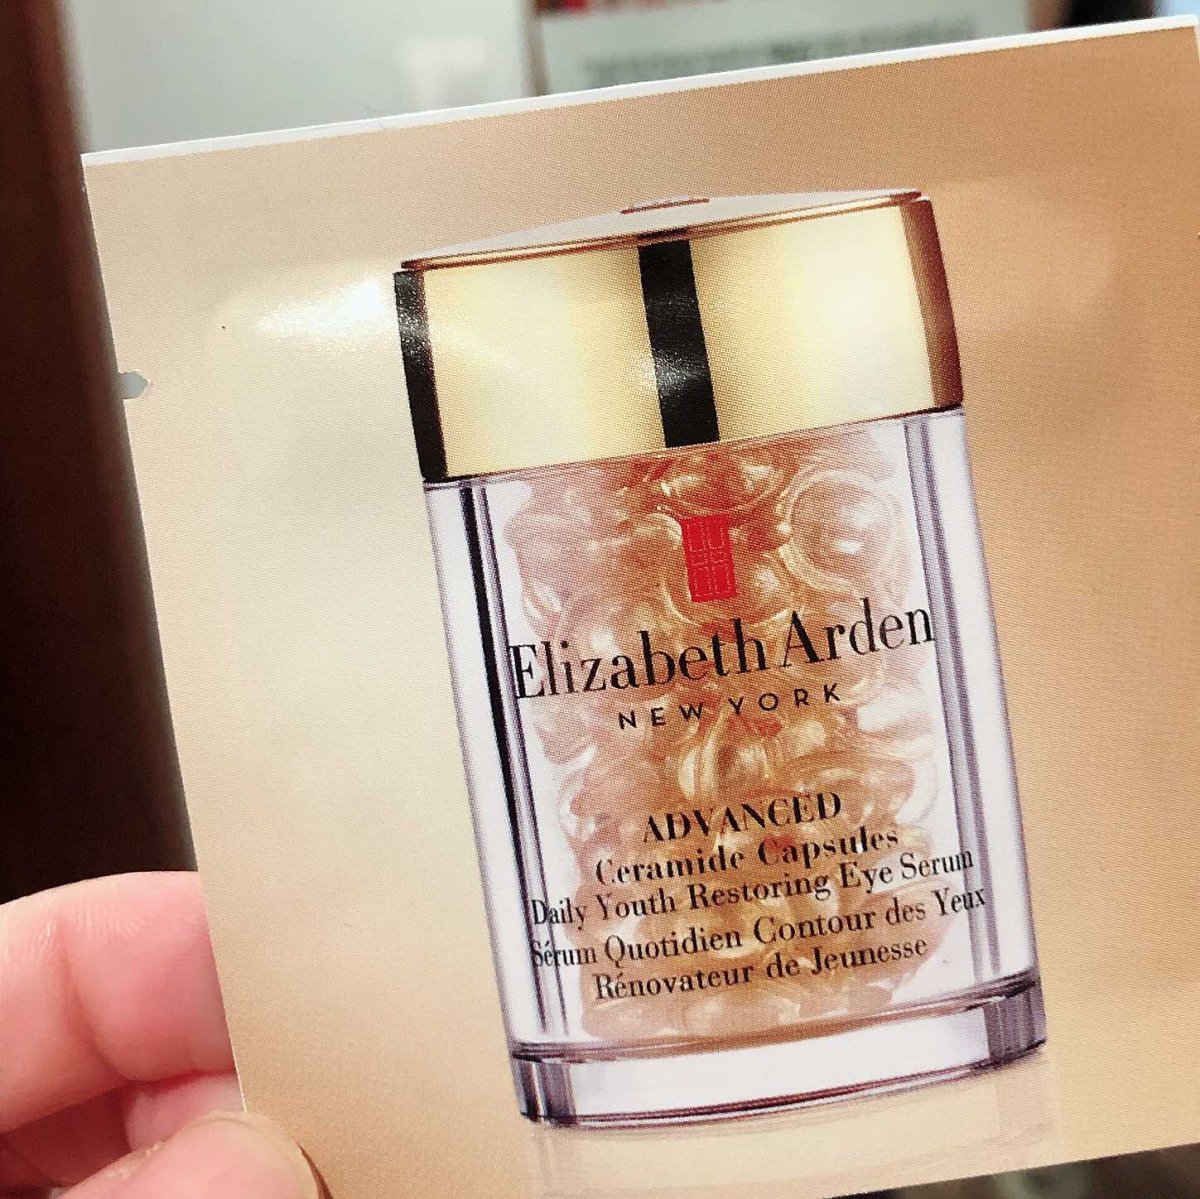 Elizabeth Arden
NEW YORK
ADVANCED
Ceramide Capsules
Daily Youth Restoring Eye Serum
Sérum Quotidien Contour des Yeux
Rénovateur de Jeunesse